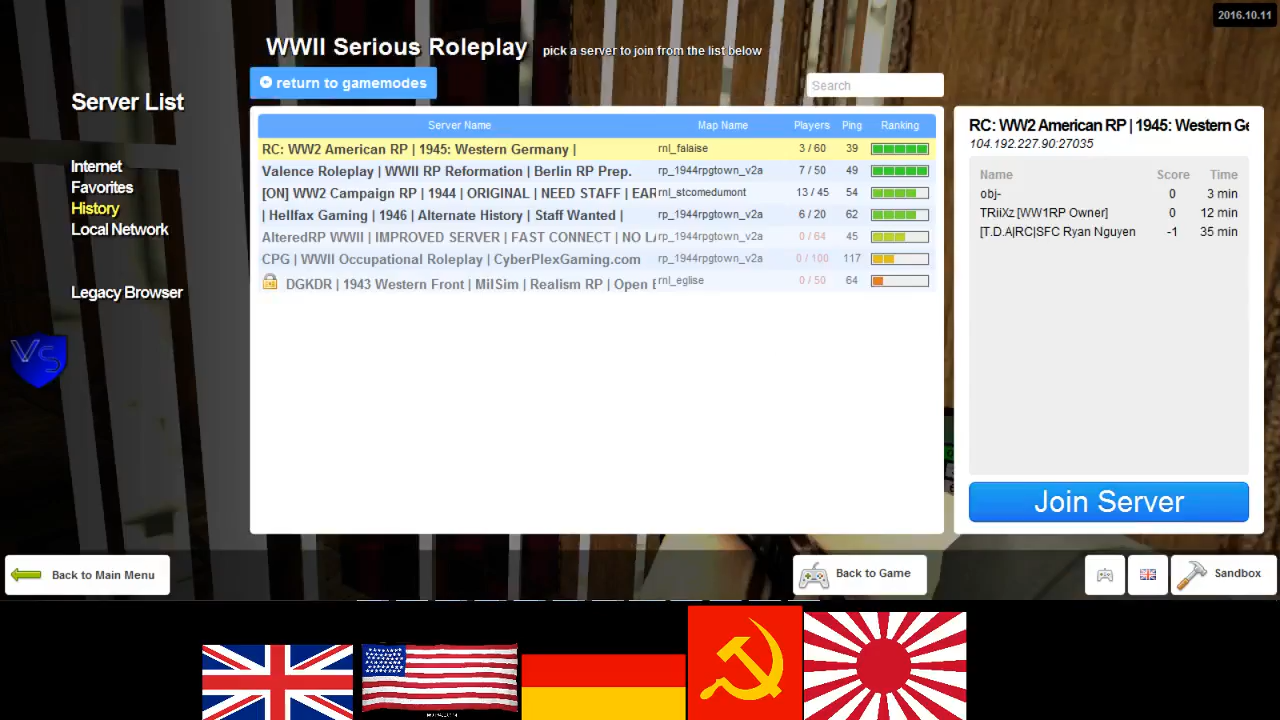 2016.10.11
WWII Serious Roleplay pick a server to join from the list below
return to gamemodes
Search
Server List
Internet
Favorites
History
Local Network
Legacy Browser
VS
Server Name Map Name Players Ping Ranking
RC: WW2 American RP | 1945: Western Germany | rnl_falaise 3 / 60 39
Valence Roleplay | WWII RP Reformation | Berlin RP Prep. rp_1944rpgtown_v2a 7 / 50 49
[ON] WW2 Campaign RP | 1944 | ORIGINAL | NEED STAFF | EAR rnl_stcomedumont 13 / 45 54
| Hellfax Gaming | 1946 | Alternate History | Staff Wanted | rp_1944rpgtown_v2a 6 / 20 62
AlteredRP WWII | IMPROVED SERVER | FAST CONNECT | NO LA rp_1944rpgtown_v2a 0 / 64 45
CPG | WWII Occupational Roleplay | CyberPlexGaming.com rp_1944rpgtown_v2a 0 / 100 117
DGKDR | 1943 Western Front | MilSim | Realism RP | Open B rnl_eglise 0 / 50 64
RC: WW2 American RP | 1945: Western Ge
104.192.227.90:27035
Name Score Time
obj- 0 3 min
TRiiXz [WW1RP Owner] 0 12 min
[T.D.A|RC|SFC Ryan Nguyen -1 35 min
Join Server
Back to Main Menu
Back to Game
Sandbox